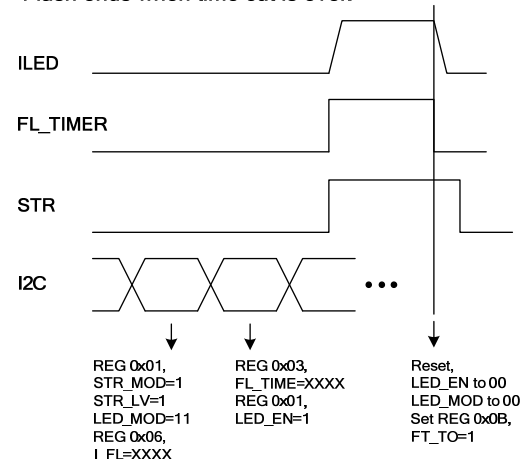 Flash ends when time out is over.
ILED
FL_TIMER
STR
I2C
REG 0x01,
STR_MOD=1
STR_LV=1
LED_MOD=11
REG 0x06,
I_FL=XXXX
REG 0x03,
FL_TIME=XXXX
REG 0x01,
LED_EN=1
Reset,
LED_EN to 00
LED_MOD to 00
Set REG 0x0B,
FT_TO=1